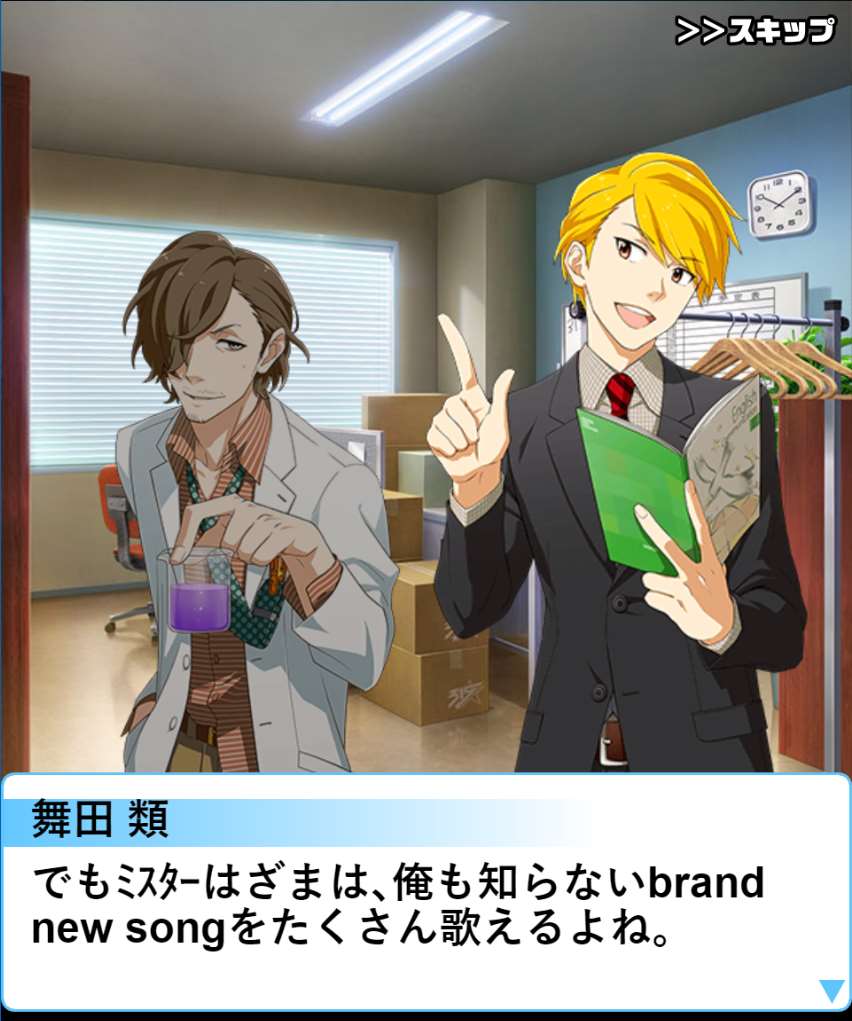 >>スキップ
English
舞田 類
でもﾐｽﾀｰはざまは、俺も知らないbrand
new songをたくさん歌えるよね。